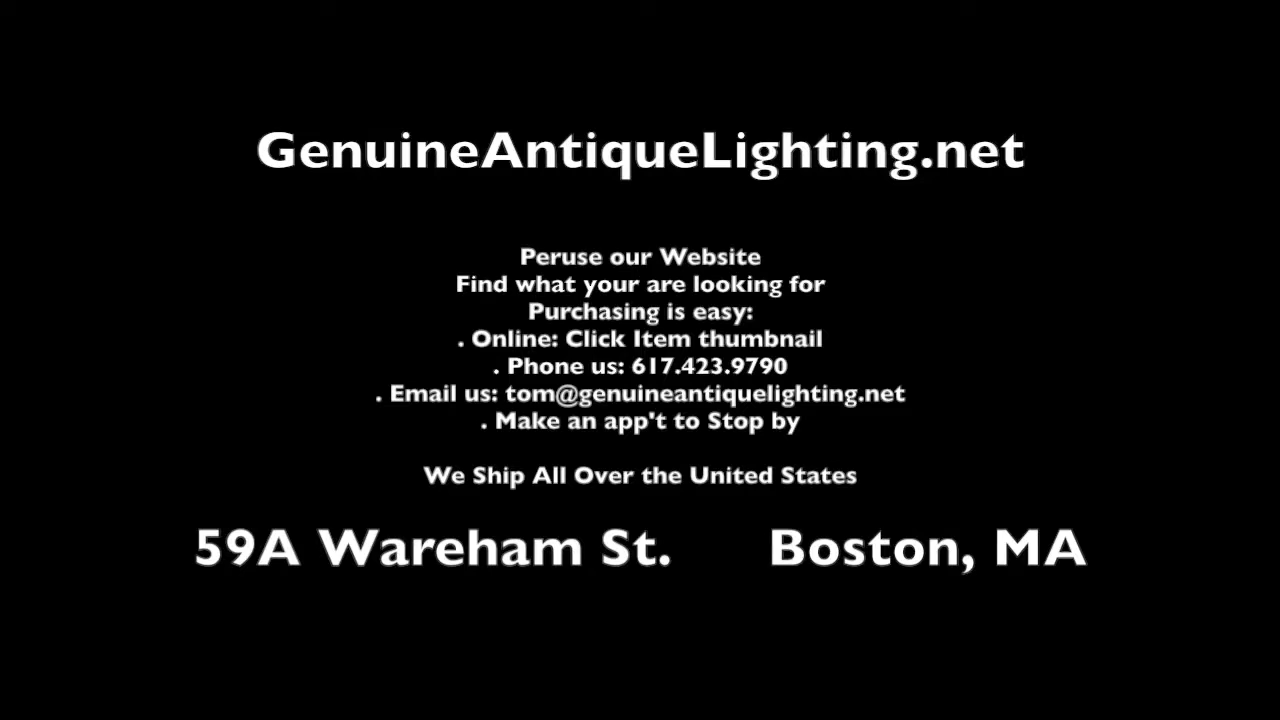 GenuineAntiqueLighting.net
Peruse our Website
Find what your are looking for
Purchasing is easy:
. Online: Click Item thumbnail
. Phone us: 617.423.9790
. Email us: tom@genuineantiquelighting.net
. Make an app't to Stop by
We Ship All Over the United States
59A Wareham St. Boston, MA